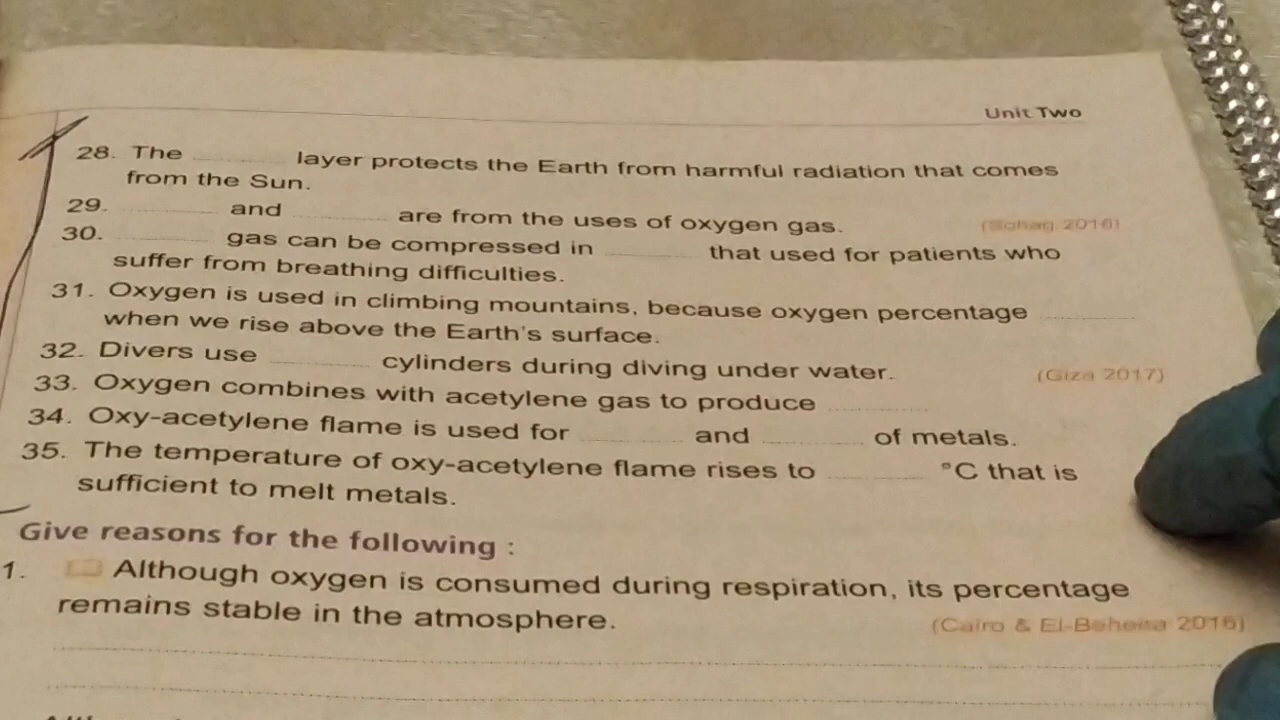 Unit Two
28. The ........ layer protects the Earth from harmful radiation that comes
from the Sun.
29. ........ and ........ are from the uses of oxygen gas. (Sohag 2016)
30. ........ gas can be compressed in ........ that used for patients who
suffer from breathing difficulties.
31. Oxygen is used in climbing mountains, because oxygen percentage ........
when we rise above the Earth's surface.
32. Divers use ........ cylinders during diving under water. (Giza 2017)
33. Oxygen combines with acetylene gas to produce ........
34. Oxy-acetylene flame is used for ........ and ........ of metals.
35. The temperature of oxy-acetylene flame rises to ........ °C that is
sufficient to melt metals.
Give reasons for the following :
1. Although oxygen is consumed during respiration, its percentage
remains stable in the atmosphere. (Cairo & El-Beheira 2016)